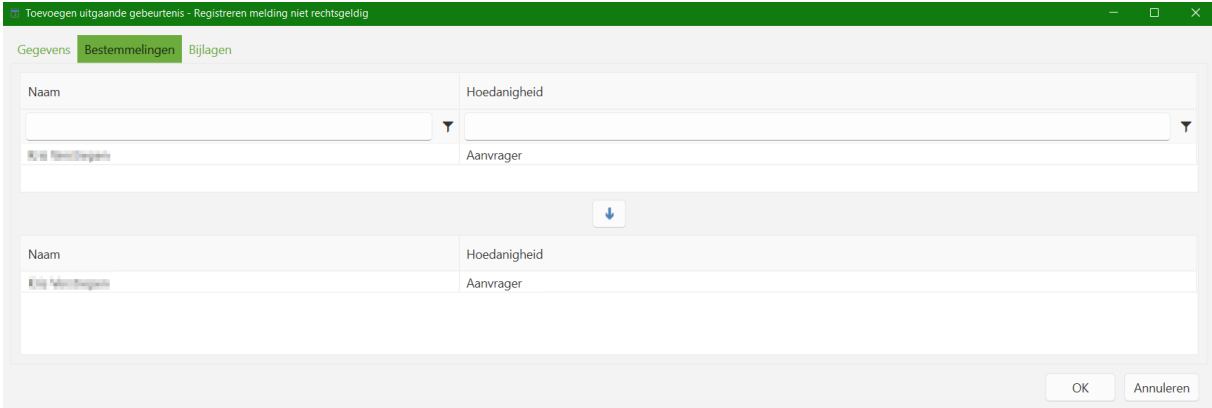 Toevoegen uitgaande gebeurtenis - Registreren melding niet rechtsgeldig
Gegevens Bestemmelingen Bijlagen
Naam Hoedanigheid
Aanvrager
Naam Hoedanigheid
Aanvrager
OK Annuleren